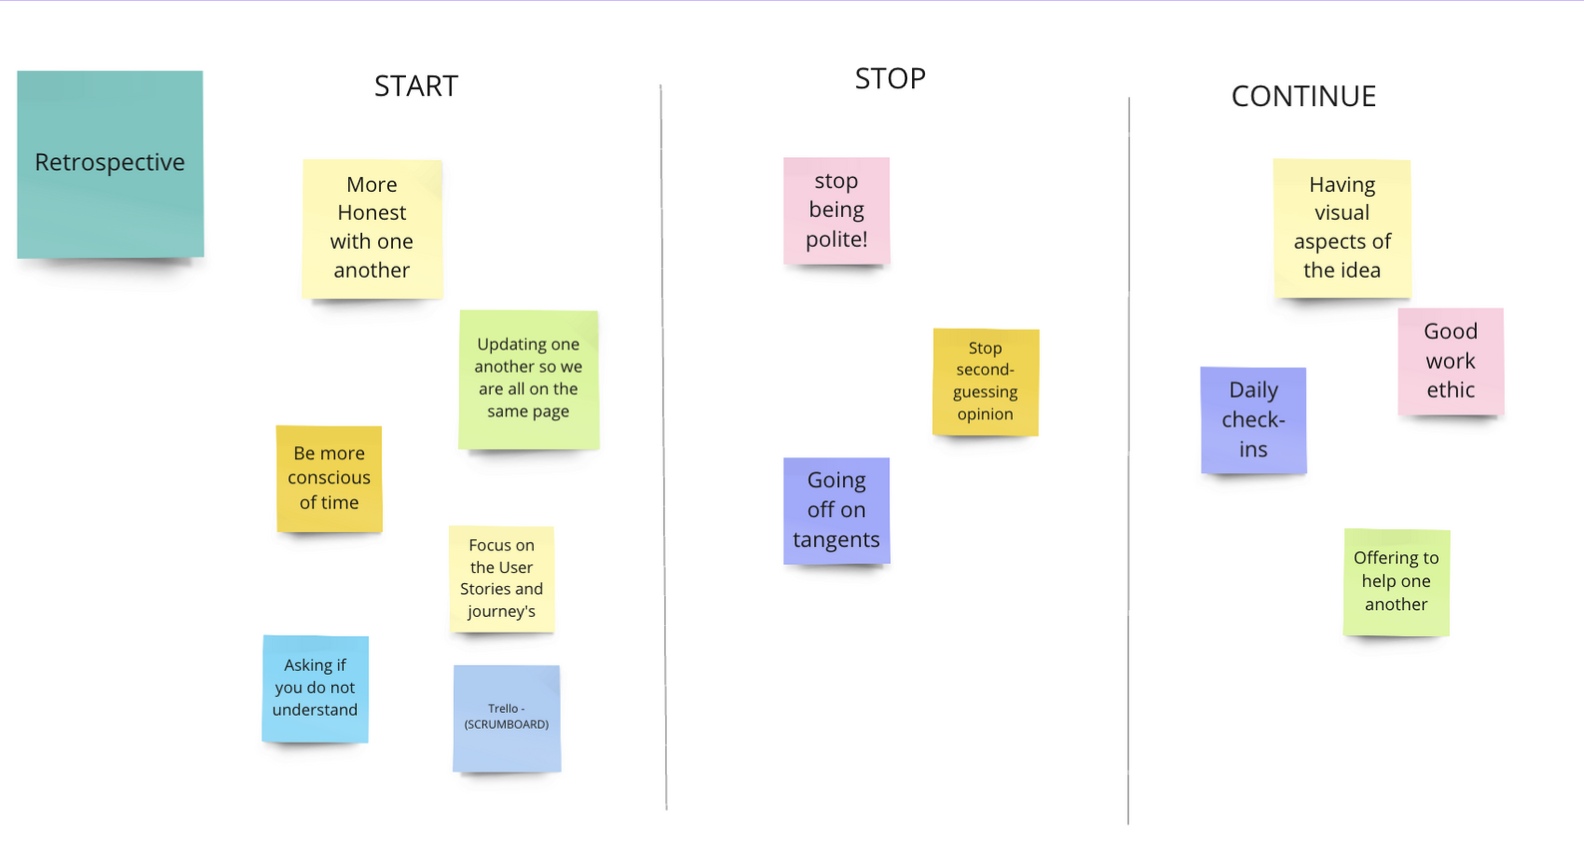 Retrospective
START
More
Honest
with one
another
Updating one
another so we
are all on the
same page
Be more
conscious
of time
Focus on
the User
Stories and
journey's
Asking if
you do not
understand
Trello -
(SCRUMBOARD)
STOP
stop
being
polite!
Stop
second-
guessing
opinion
Going
off on
tangents
CONTINUE
Having
visual
aspects of
the idea
Good
work
ethic
Daily
check-
ins
Offering to
help one
another